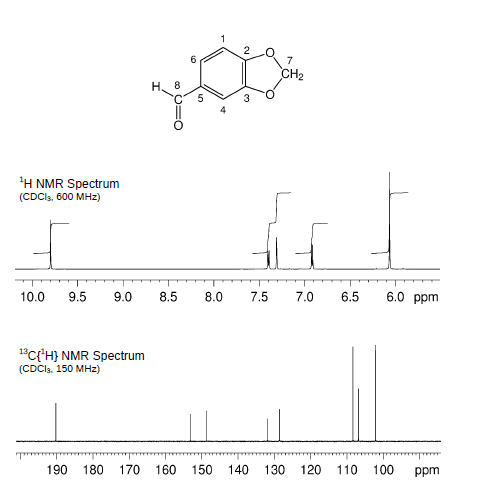 1
2
O
7
6
CH₂
H
8
C
5
4
3
O
O
¹H NMR Spectrum
(CDCl₃, 600 MHz)
10.0 9.5 9.0 8.5 8.0 7.5 7.0 6.5 6.0 ppm
¹³C{¹H} NMR Spectrum
(CDCl₃, 150 MHz)
190 180 170 160 150 140 130 120 110 100 ppm